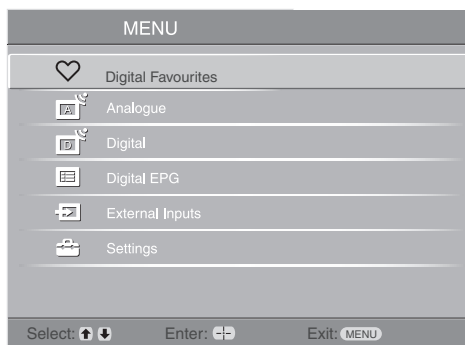 MENU
Digital Favourites
A Analogue
D Digital
Digital EPG
External Inputs
Settings
Select: Enter: Exit: MENU